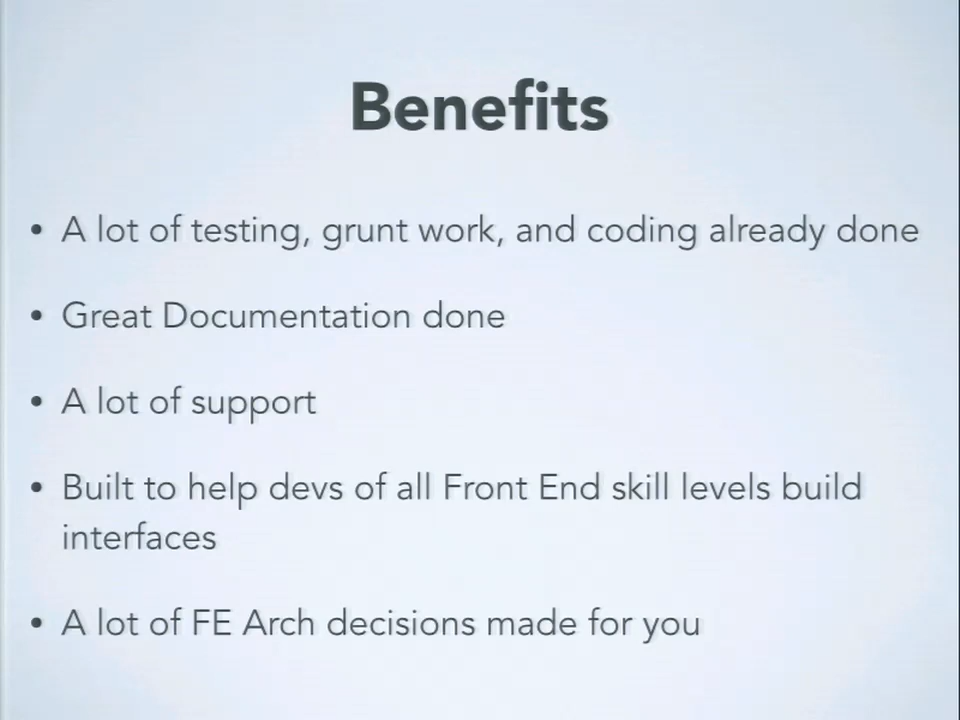 Benefits
• A lot of testing, grunt work, and coding already done
• Great Documentation done
• A lot of support
• Built to help devs of all Front End skill levels build
interfaces
• A lot of FE Arch decisions made for you